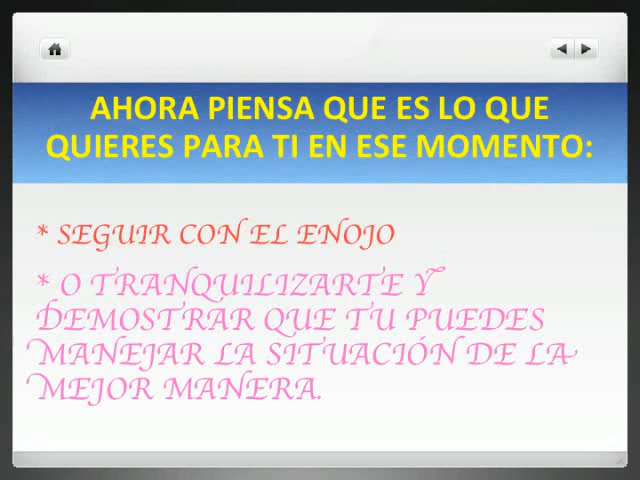 AHORA PIENSA QUE ES LO QUE
QUIERES PARA TI EN ESE MOMENTO:
* SEGUIR CON EL ENOJO
* O TRANQUILIZARTE Y
DEMOSTRAR QUE TU PUEDES
MANEJAR LA SITUACIÓN DE LA
MEJOR MANERA.